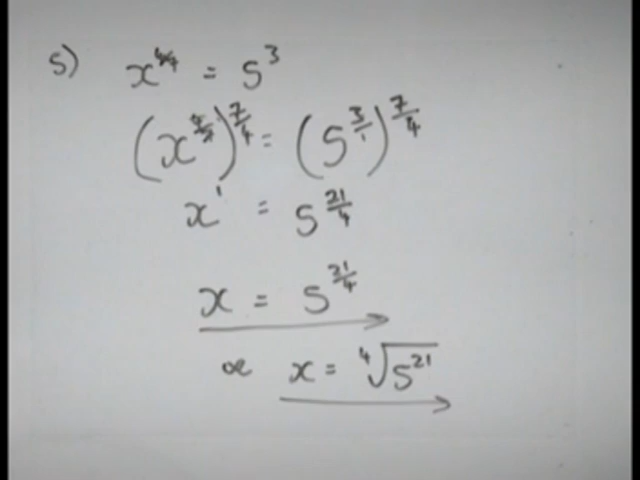 5) x^{4/7} = 5^3
(x^{4/7})^{7/4} = (5^{3/1})^{7/4}
x^1 = 5^{21/4}
x = 5^{21/4}
or x = ∜(5^{21})